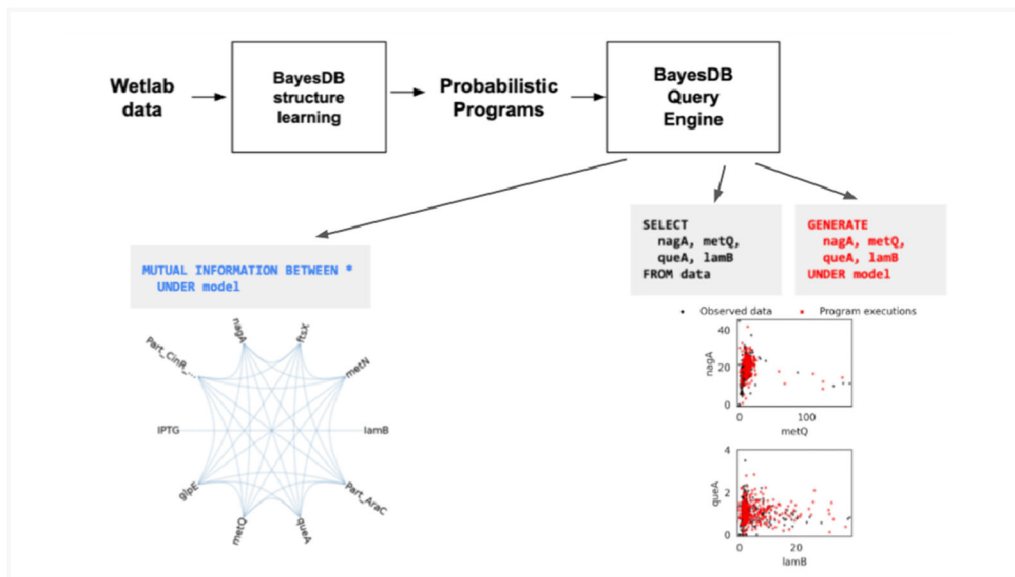 Wetlab
data
BayesDB
structure
learning
Probabilistic
Programs
BayesDB
Query
Engine
MUTUAL INFORMATION BETWEEN *
UNDER model
SELECT
nagA, metQ,
queA, lamB
FROM data
GENERATE
nagA, metQ,
queA, lamB
UNDER model
Observed data
Program executions
nagA
ftsX
Part_CinR_...
metN
IPTG
lamB
glpE
Part_AraC
metQ
queA
40
20
0
nagA
0
100
metQ
4
2
0
queA
0
20
lamB